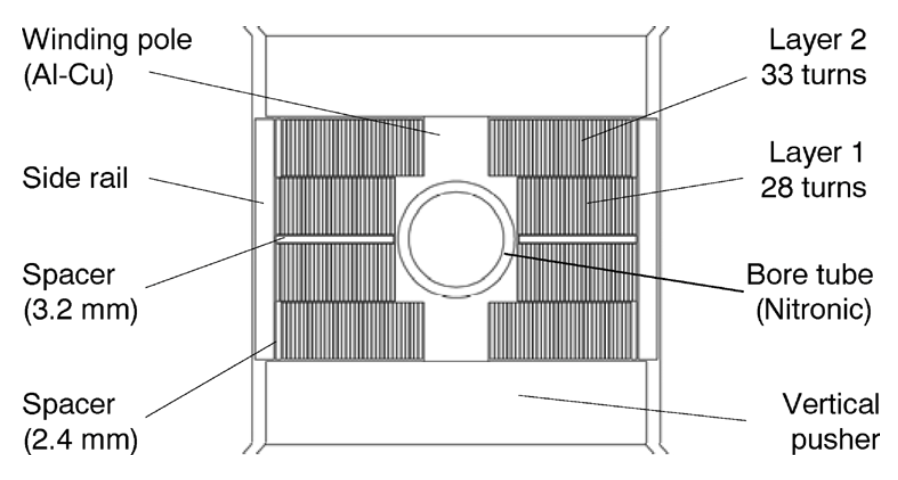 Winding pole
(Al-Cu)
Side rail
Spacer
(3.2 mm)
Spacer
(2.4 mm)
Layer 2
33 turns
Layer 1
28 turns
Bore tube
(Nitronic)
Vertical
pusher